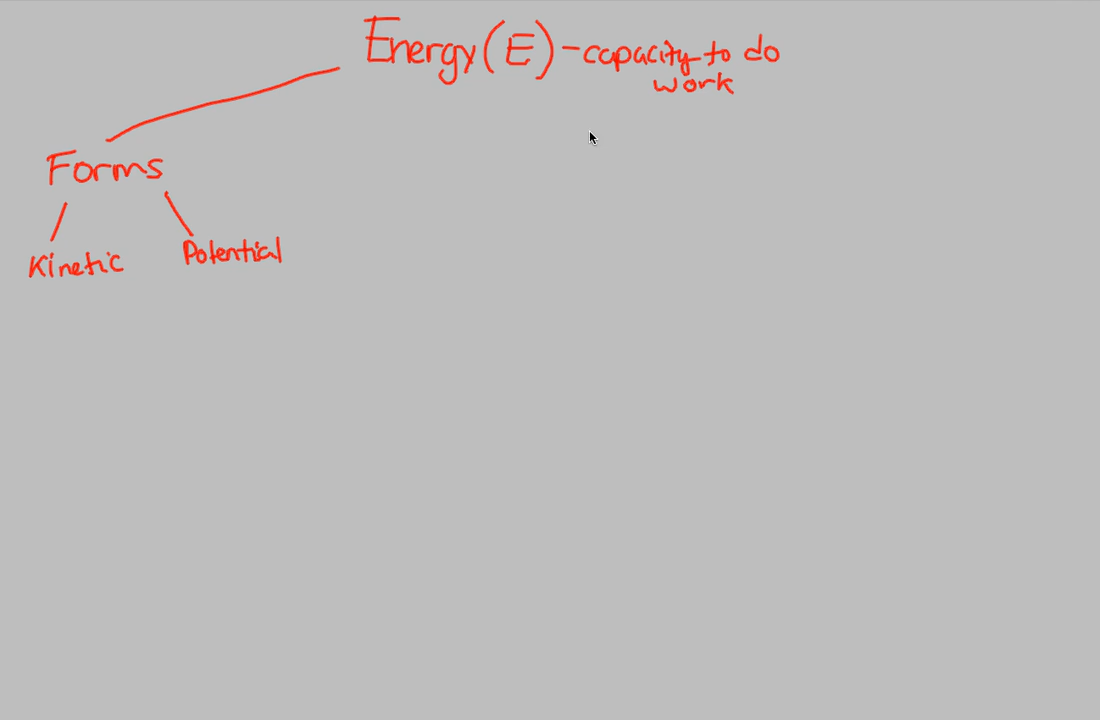 Energy (E) - capacity to do
work
Forms
Kinetic
Potential